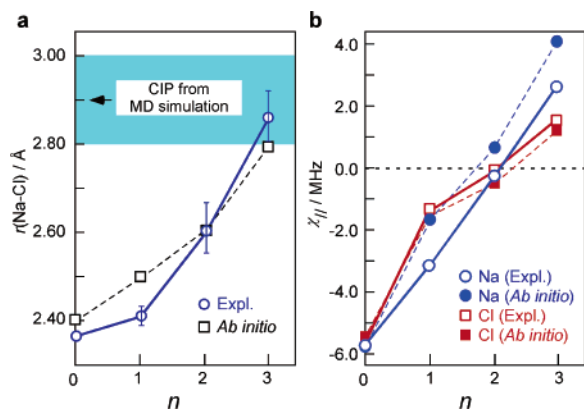 a
r(Na-Cl) / Å
3.00
2.80
2.60
2.40
CIP from
MD simulation
Expl.
Ab initio
0 1 2 3
n
b
χ// / MHz
4.0
2.0
0.0
-2.0
-4.0
-6.0
Na (Expl.)
Na (Ab initio)
Cl (Expl.)
Cl (Ab initio)
0 1 2 3
n